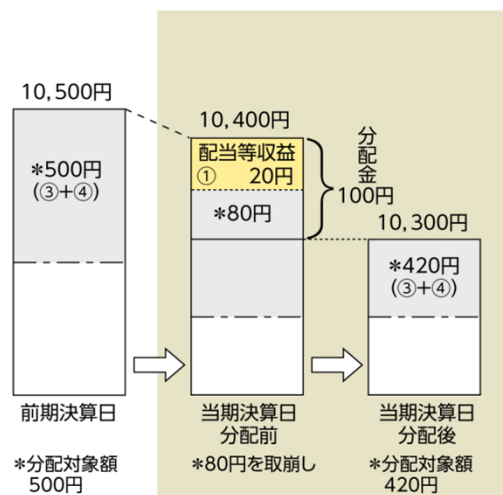 10,500円
*500円
(③+④)
前期決算日
*分配対象額
500円
10,400円
配当等収益
① 20円
*80円
分配金
100円
当期決算日
分配前
*80円を取崩し
10,300円
*420円
(③+④)
当期決算日
分配後
*分配対象額
420円